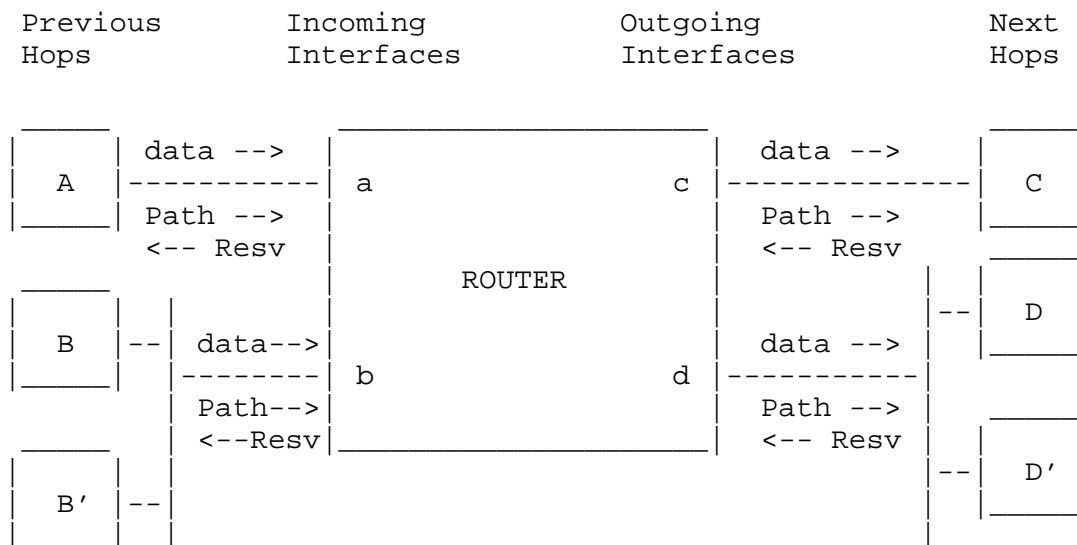 Previous Incoming Outgoing Next
Hops Interfaces Interfaces Hops
data --> data -->
A a c C
Path --> Path -->
<-- Resv <-- Resv
ROUTER
D
B data--> data -->
b d
Path--> Path -->
<--Resv <-- Resv
B' D'